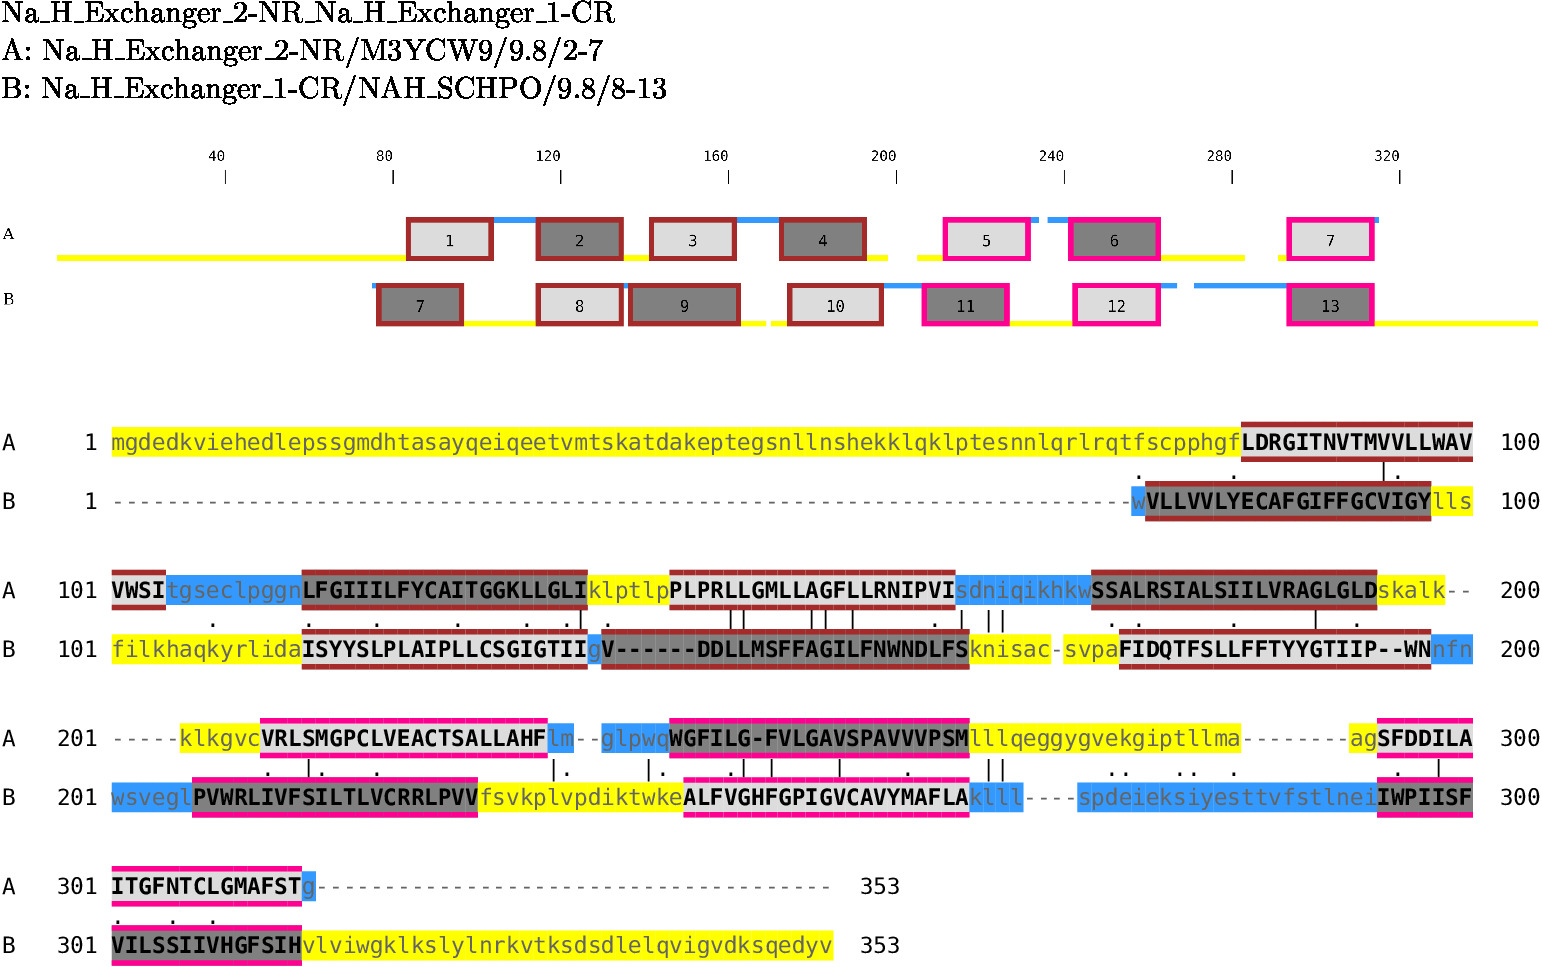 Na_H_Exchanger_2-NR_Na_H_Exchanger_1-CR
A: Na_H_Exchanger_2-NR/M3YCW9/9.8/2-7
B: Na_H_Exchanger_1-CR/NAH_SCHPO/9.8/8-13
40 80 120 160 200 240 280 320
A 1 2 3 4 5 6 7
B 7 8 9 10 11 12 13
A 1 mgdedkviehedlepssgmdhtasayqeiqeetvmtskatdakeptegsnllnshekklqklptesnnlqrlrqtfscpphgfLDRGITNVTMVVLLWAV 100
B 1 ---------------------------------------------------------------------------wVLLVVLYECAFGIFFGCVIGYlls 100
A 101 VWSItgseclpggnLFGIIILFYCAITGGKLLGLIklptlpPLPRLLGMLLAGFLLRNIPVIsdniqikhkwSSALRSIALSIILVRAGLGLDskalk-- 200
B 101 filkhaqkyrlidaISYYSLPLAIPLLCSGIGTIIgV------DDLLMSFFAGILFNWNDLFSknisac-svpaFIDQTFSLLFFTYYGTIIP--WNnfn 200
A 201 -----klkgvcVRLSMGPCLVEACTSALLAHFlm--glpwqWGFILG-FVLGAVSPAVVVPSMlllqeggygvekgiptllma--------agSFDDILA 300
B 201 wsveglPVWRLIVFSILTLVCRRLPVVfsvkplvpdiktwkeALFVGHFGPIGVCAVYMAFLAklll----spdeieksiyesttvfstlneiIWPIISF 300
A 301 ITGFNTCLGMAFSTg-------------------------------------- 353
B 301 VILSSIIVHGFSIHvlviwgklkslylnrkvtksdsdlelqvigvdksqedyv 353